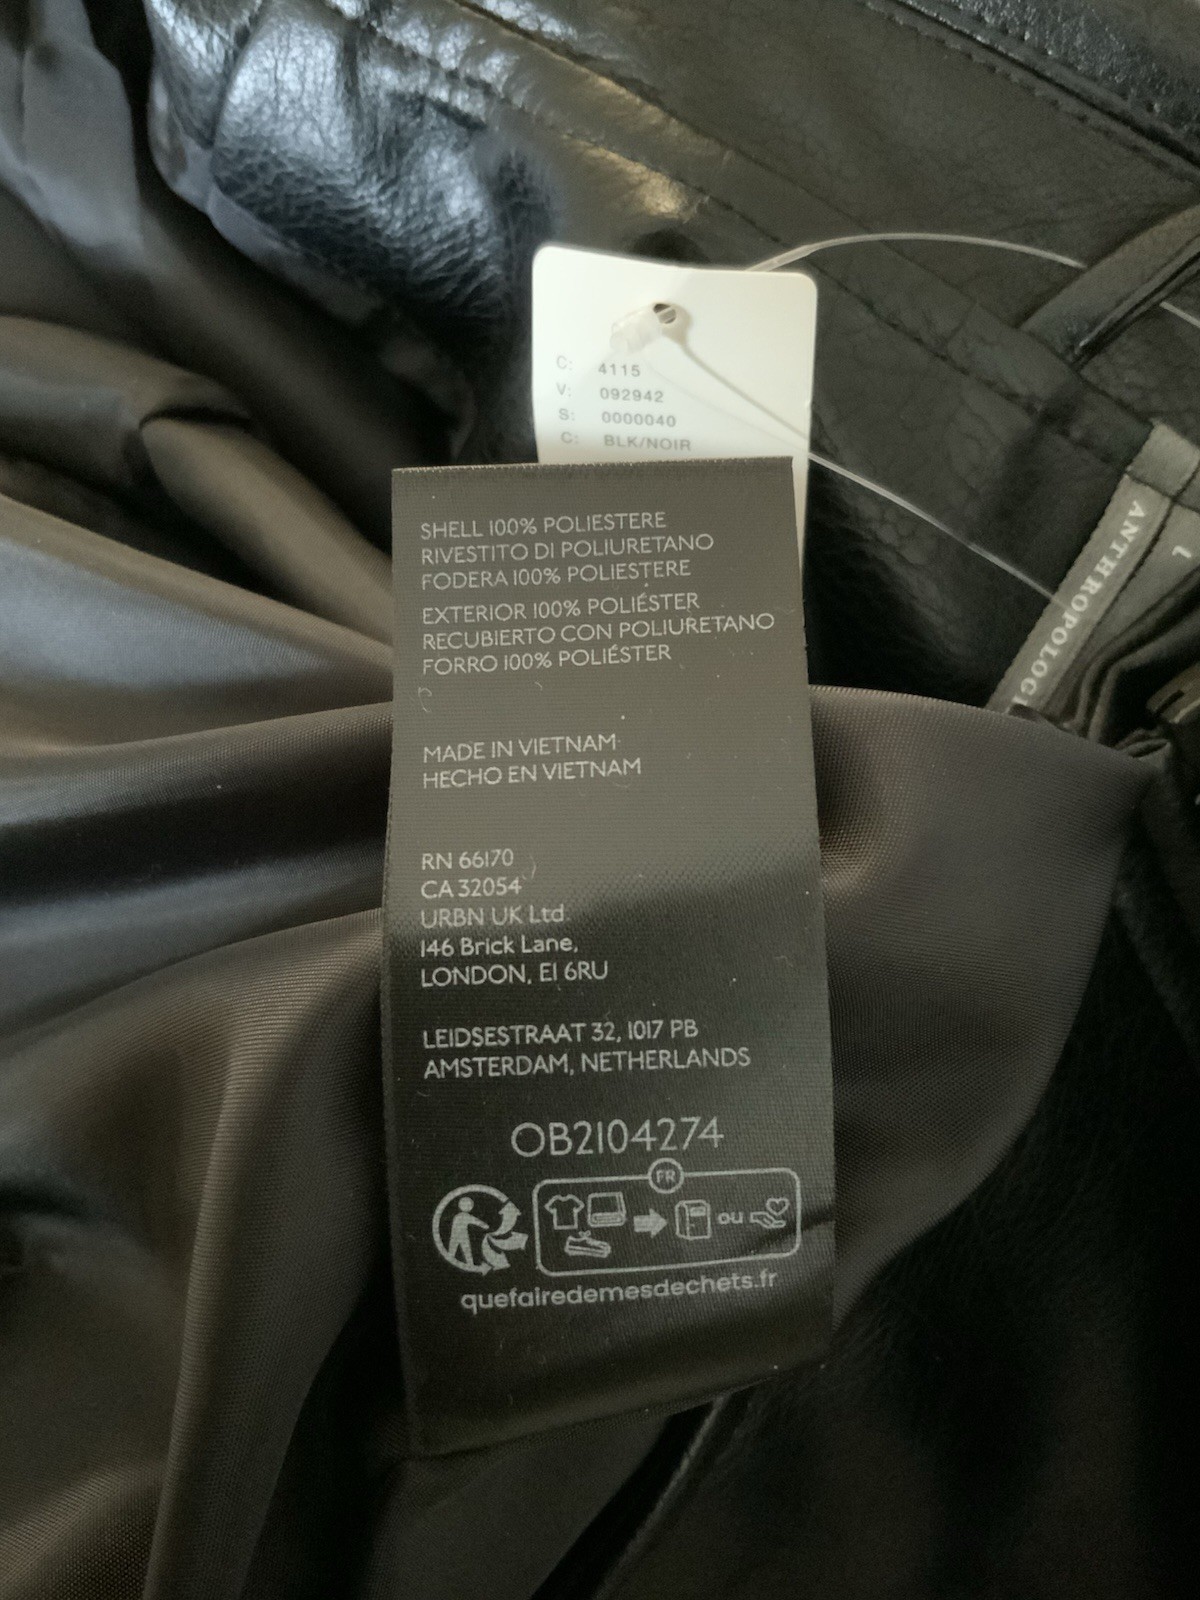 C: 4115
V: 092942
S: 0000040
C: BLK/NOIR
SHELL 100% POLIESTERE
RIVESTITO DI POLIURETANO
FODERA 100% POLIESTERE
EXTERIOR 100% POLIÉSTER
RECUBIERTO CON POLIURETANO
FORRO 100% POLIÉSTER
MADE IN VIETNAM
HECHO EN VIETNAM
RN 66170
CA 32054
URBN UK Ltd.
146 Brick Lane,
LONDON, E1 6RU
LEIDSESTRAAT 32, 1017 PB
AMSTERDAM, NETHERLANDS
OB2104274
FR
ou
quefairedemesdechets.fr
ANTHROPOLOGI
L